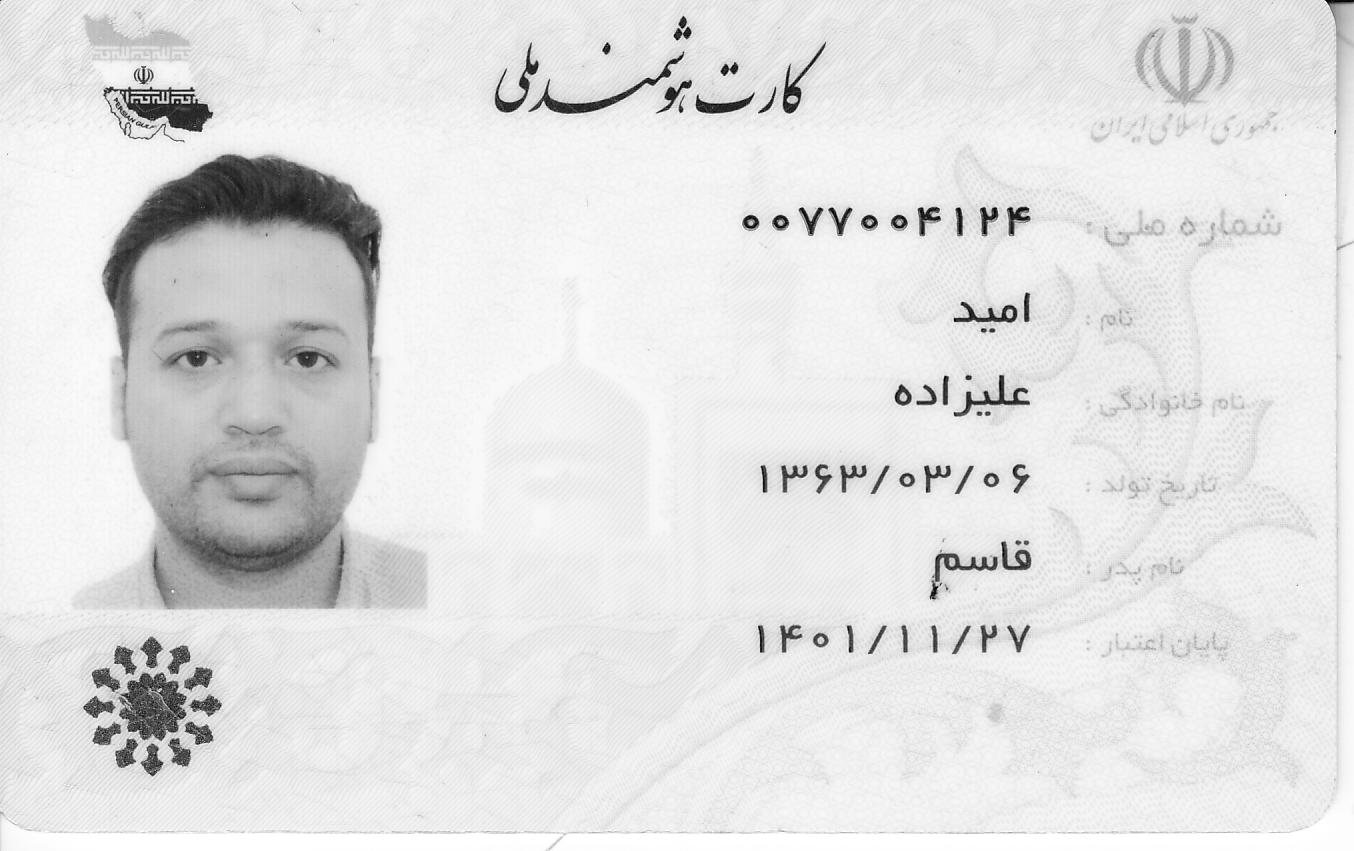 کارت هوشمند ملی
جمهوری اسلامی ایران
PERSIAN GULF
شماره ملی : ۰۰۷۷۰۰۴۱۲۴
نام : امید
نام خانوادگی : علیزاده
تاریخ تولد : ۱۳۶۳/۰۳/۰۶
نام پدر : قاسم
پایان اعتبار : ۱۴۰۱/۱۱/۲۷